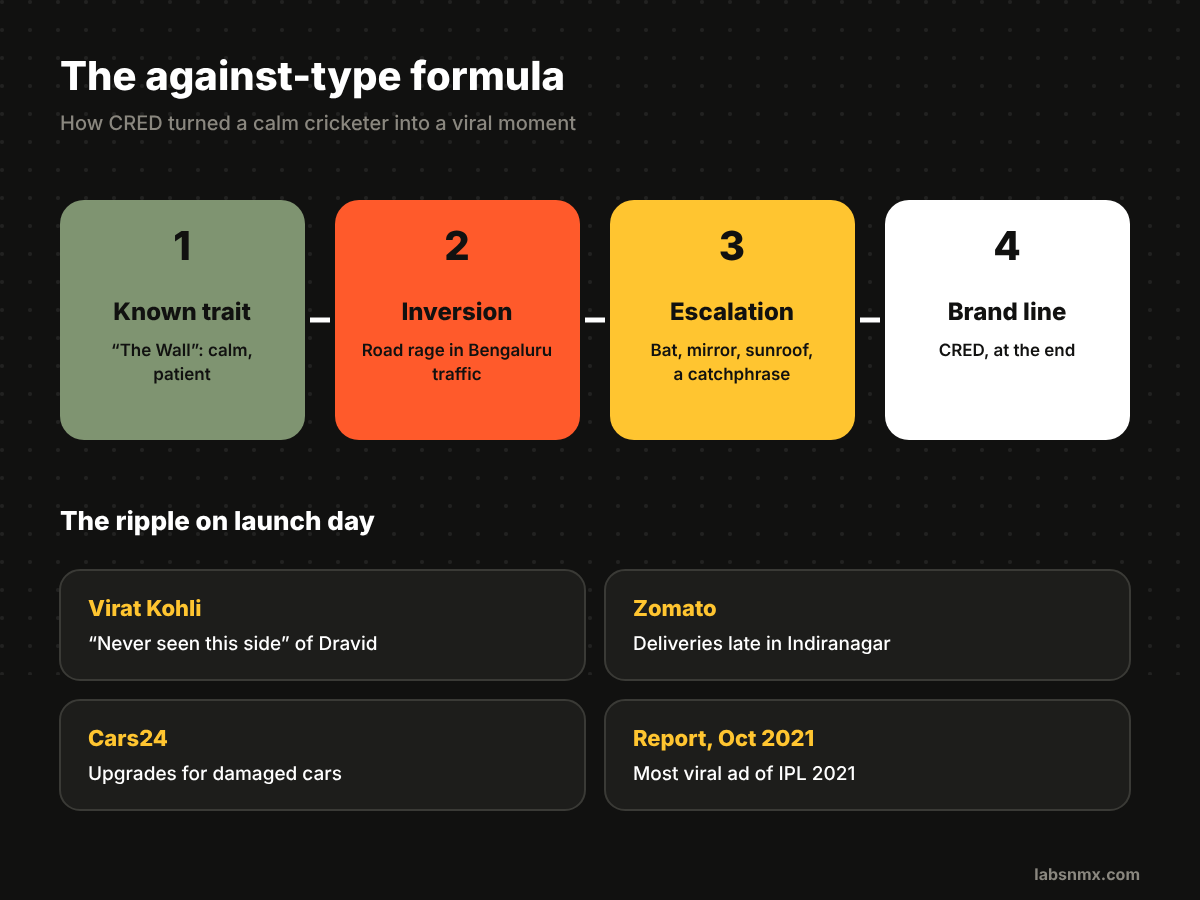 The against-type formula
How CRED turned a calm cricketer into a viral moment
1
Known trait
“The Wall”: calm,
patient
2
Inversion
Road rage in Bengaluru
traffic
3
Escalation
Bat, mirror, sunroof,
a catchphrase
4
Brand line
CRED, at the end
The ripple on launch day
Virat Kohli
“Never seen this side” of Dravid
Zomato
Deliveries late in Indiranagar
Cars24
Upgrades for damaged cars
Report, Oct 2021
Most viral ad of IPL 2021
labsnmx.com